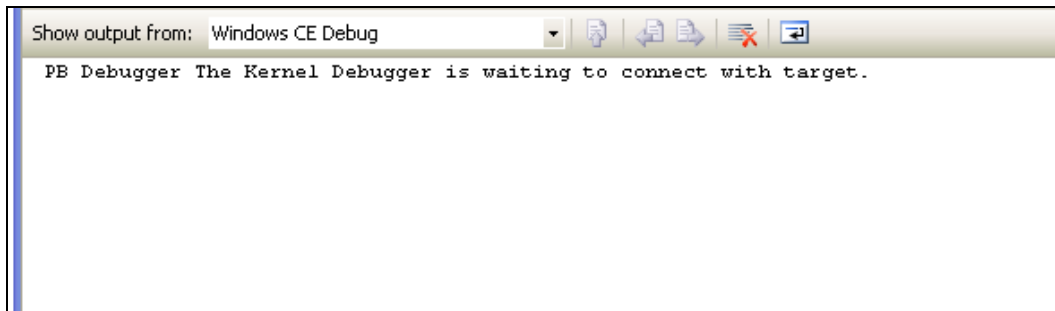 Show output from: Windows CE Debug
PB Debugger The Kernel Debugger is waiting to connect with target.